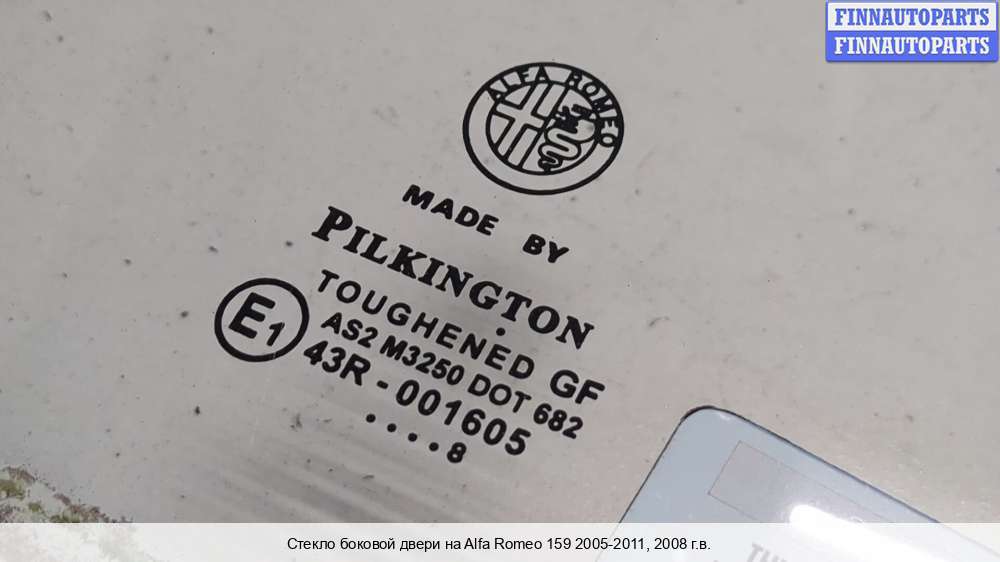 FINNAUTOPARTS
FINNAUTOPARTS
ALFA ROMEO
MADE BY
PILKINGTON
TOUGHENED GF
AS2 M3250 DOT 682
E1
43R - 001605
. . . . 8
Стекло боковой двери на Alfa Romeo 159 2005-2011, 2008 г.в.